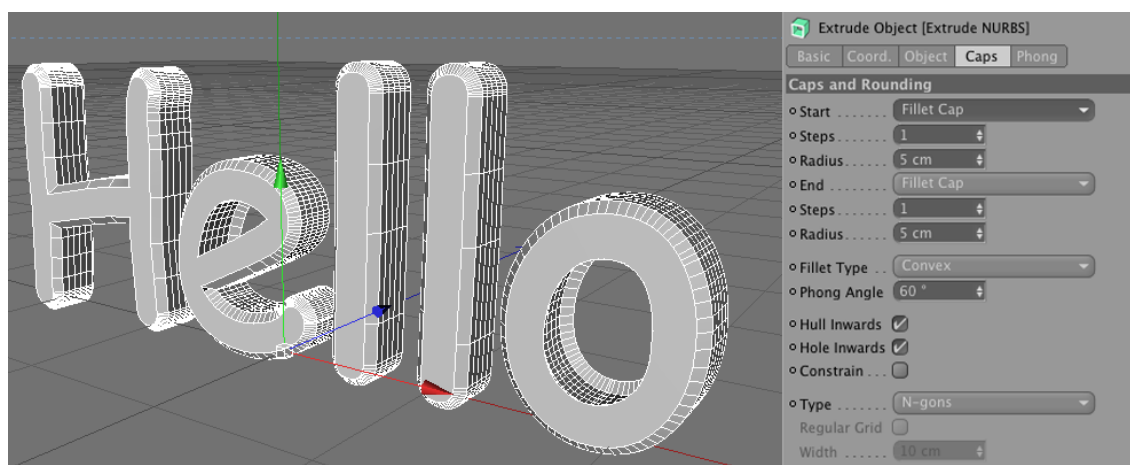 Hello
Extrude Object [Extrude NURBS]
Basic Coord. Object Caps Phong
Caps and Rounding
Start ....... Fillet Cap
Steps ....... 1
Radius ...... 5 cm
End ........ Fillet Cap
Steps ....... 1
Radius ...... 5 cm
Fillet Type .. Convex
Phong Angle 60 °
Hull Inwards
Hole Inwards
Constrain ...
Type ....... N-gons
Regular Grid
Width ...... 10 cm